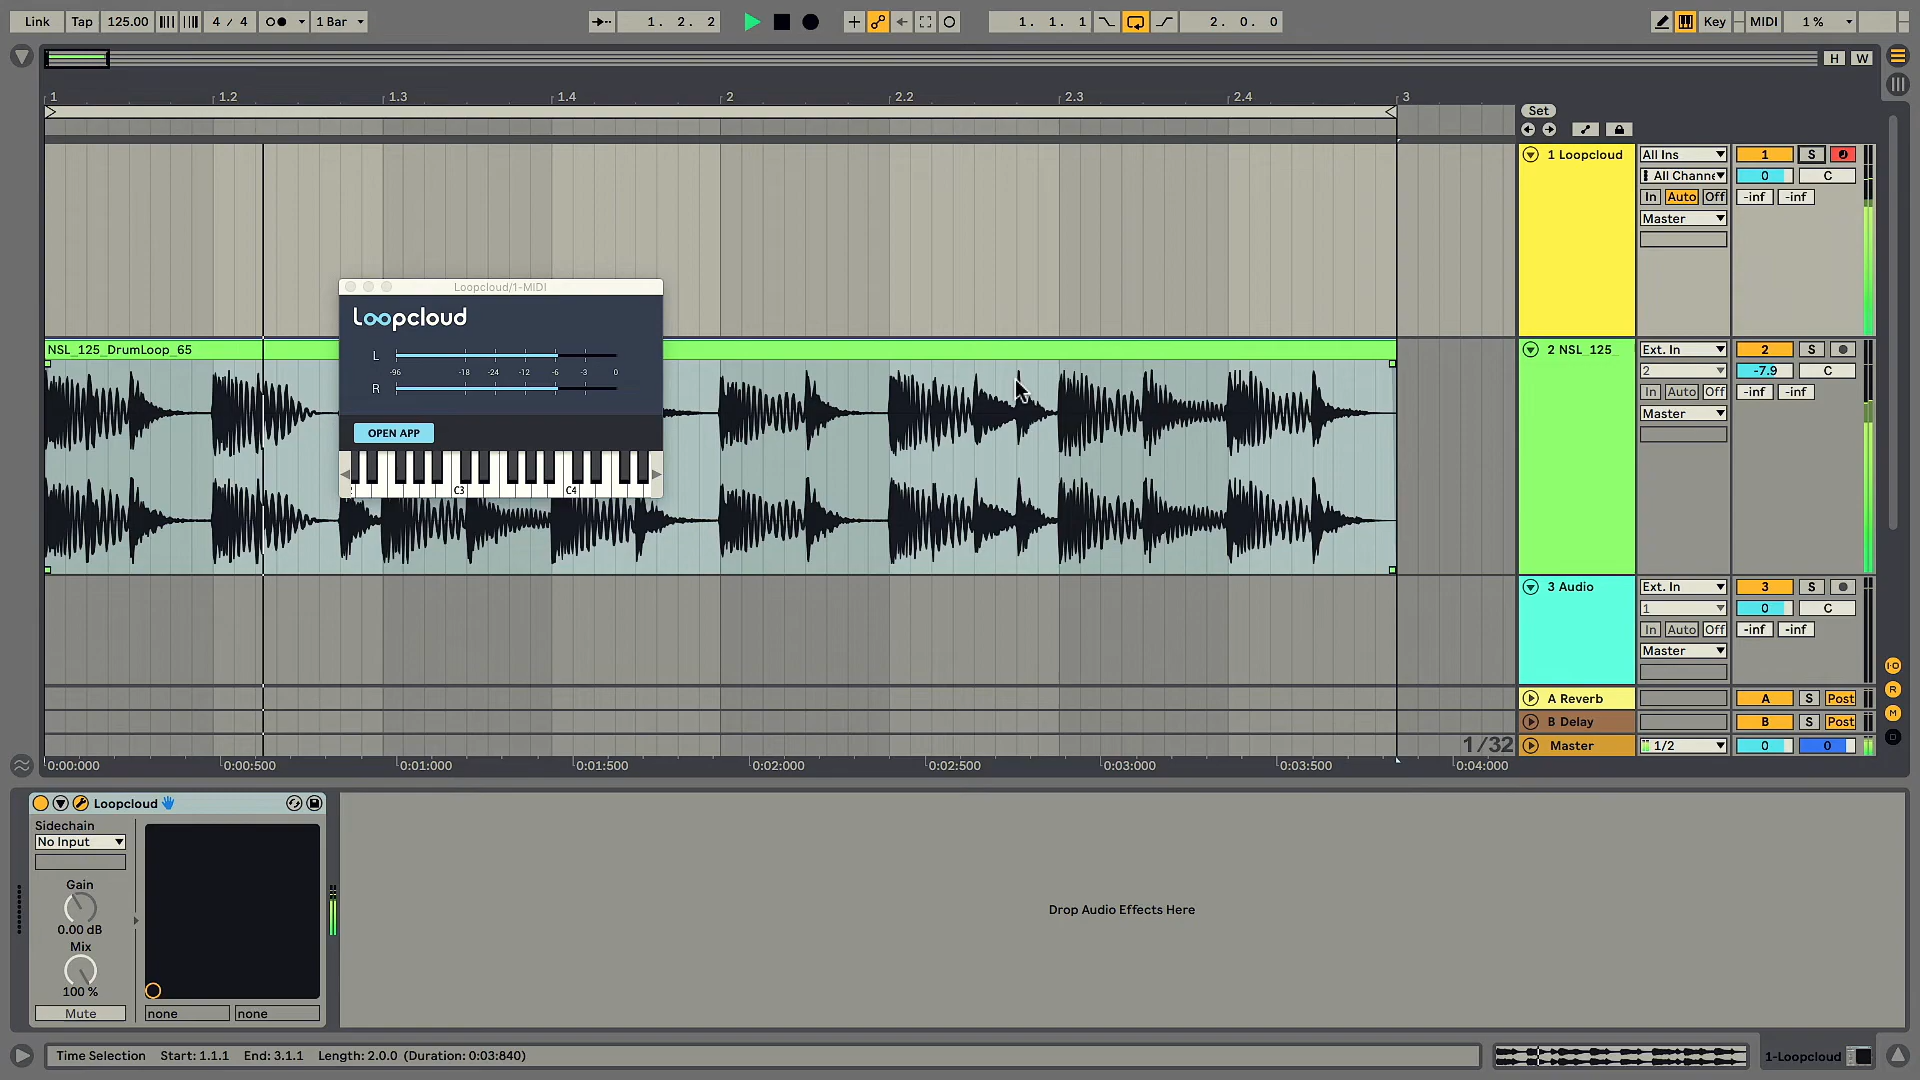 Link Tap 125.00 4 / 4 1 Bar 1. 2. 2 1. 1. 1 2. 0. 0 Key MIDI 1 %
H W
1 1.2 1.3 1.4 2 2.2 2.3 2.4 3
Set
1 Loopcloud All Ins 1 S
All Channe 0 C
In Auto Off -inf -inf
Master
Loopcloud/1-MIDI
Loopcloud
L
-96 -18 -24 -12 -6 -3 0
R
OPEN APP
C3 C4
NSL_125_DrumLoop_65
2 NSL_125_ Ext. In 2 S
2 -7.9 C
In Auto Off -inf -inf
Master
3 Audio Ext. In 3 S
1 0 C
In Auto Off -inf -inf
Master
A Reverb A S Post
B Delay B S Post
1/32 Master 1/2 0 0
I·O
R
M
D
0:00:000 0:00:500 0:01:000 0:01:500 0:02:000 0:02:500 0:03:000 0:03:500 0:04:000
Loopcloud
Sidechain
No Input
Gain
0.00 dB
Mix
100 %
Mute none none
Drop Audio Effects Here
Time Selection Start: 1.1.1 End: 3.1.1 Length: 2.0.0 (Duration: 0:03:840)
1-Loopcloud